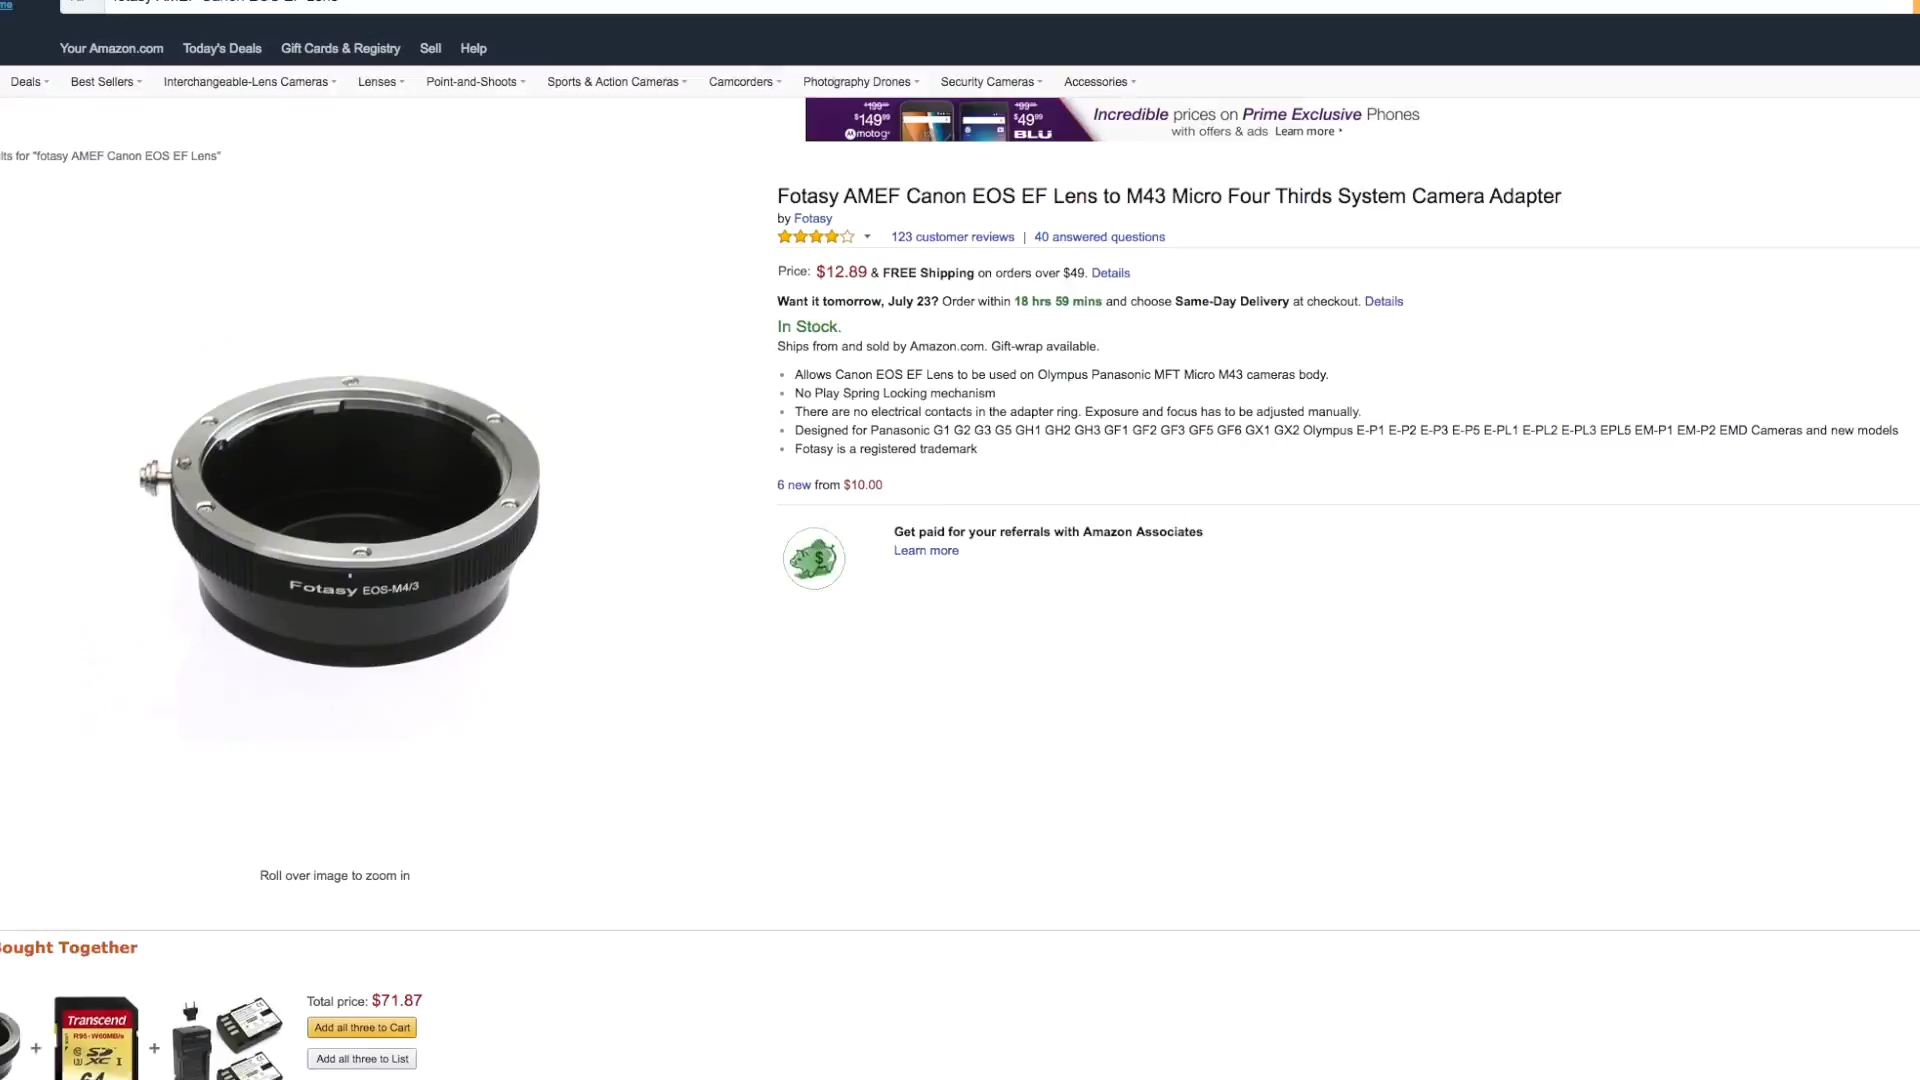 Your Amazon.com Today's Deals Gift Cards & Registry Sell Help
Deals Best Sellers Interchangeable-Lens Cameras Lenses Point-and-Shoots Sports & Action Cameras Camcorders Photography Drones Security Cameras Accessories
$199⁹⁹ $149⁹⁹ moto g⁴
$99⁹⁹ $49⁹⁹ BLU
Incredible prices on Prime Exclusive Phones
with offers & ads Learn more
lts for "fotasy AMEF Canon EOS EF Lens"
Fotasy AMEF Canon EOS EF Lens to M43 Micro Four Thirds System Camera Adapter
by Fotasy
123 customer reviews | 40 answered questions
Price: $12.89 & FREE Shipping on orders over $49. Details
Want it tomorrow, July 23? Order within 18 hrs 59 mins and choose Same-Day Delivery at checkout. Details
In Stock.
Ships from and sold by Amazon.com. Gift-wrap available.
Allows Canon EOS EF Lens to be used on Olympus Panasonic MFT Micro M43 cameras body.
No Play Spring Locking mechanism
There are no electrical contacts in the adapter ring. Exposure and focus has to be adjusted manually.
Designed for Panasonic G1 G2 G3 G5 GH1 GH2 GH3 GF1 GF2 GF3 GF5 GF6 GX1 GX2 Olympus E-P1 E-P2 E-P3 E-P5 E-PL1 E-PL2 E-PL3 EPL5 EM-P1 EM-P2 EMD Cameras and new models
Fotasy is a registered trademark
6 new from $10.00
Get paid for your referrals with Amazon Associates
Learn more
Fotasy EOS-M4/3
Roll over image to zoom in
Bought Together
Transcend
R95-W60MB/s
SD XC I
64
+ +
Total price: $71.87
Add all three to Cart
Add all three to List